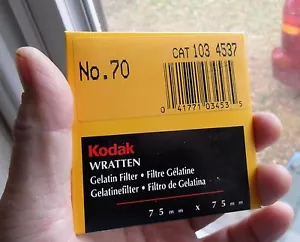 No.70
CAT 103 4537
0 41771 03453 5
Kodak
WRATTEN
Gelatin Filter • Filtre Gélatine
Gelatinefilter • Filtro de Gelatina
75 mm x 75 mm